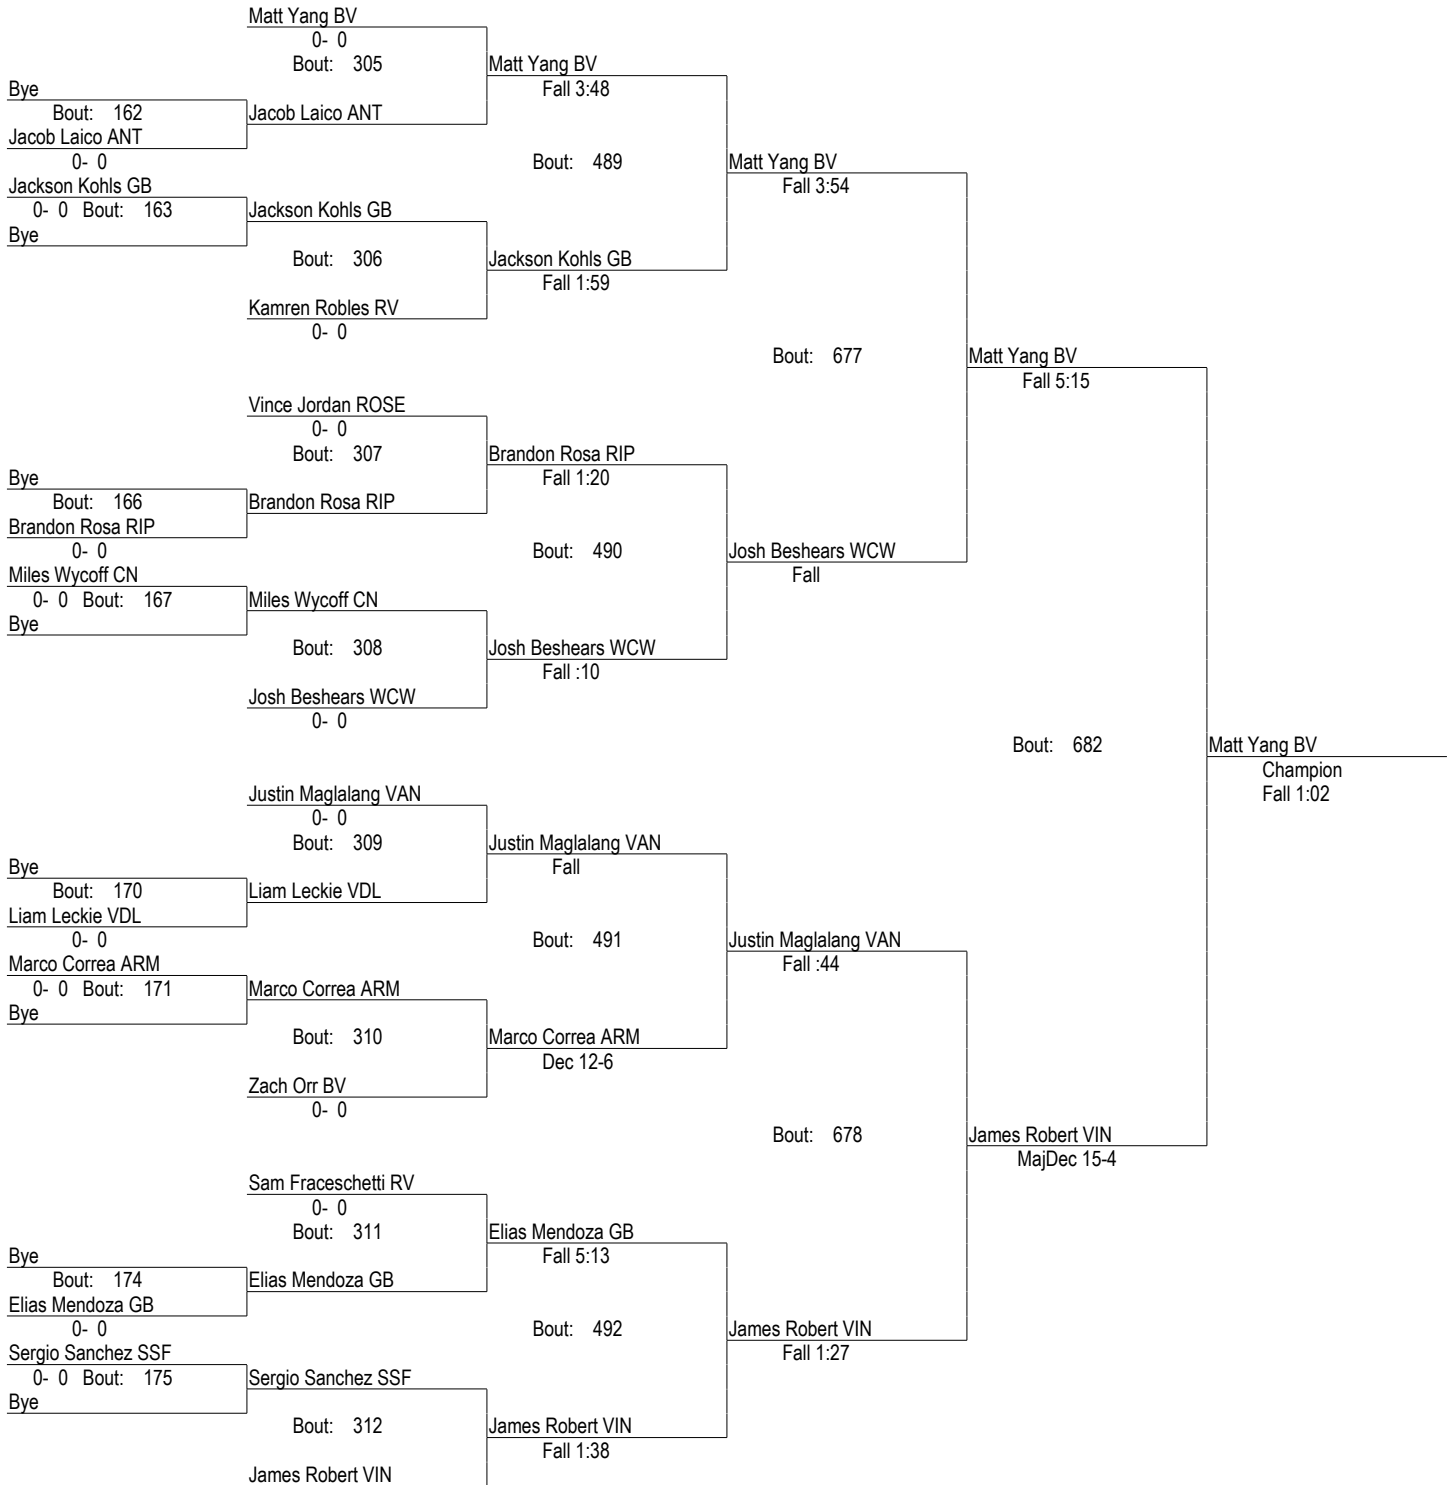 Matt Yang BV
0- 0
Bout: 305
Matt Yang BV
Fall 3:48
Bye
Bout: 162
Jacob Laico ANT
Jacob Laico ANT
0- 0
Bout: 489
Matt Yang BV
Fall 3:54
Jackson Kohls GB
0- 0 Bout: 163
Jackson Kohls GB
Bye
Bout: 306
Jackson Kohls GB
Fall 1:59
Kamren Robles RV
0- 0
Bout: 677
Matt Yang BV
Fall 5:15
Vince Jordan ROSE
0- 0
Bout: 307
Brandon Rosa RIP
Fall 1:20
Bye
Bout: 166
Brandon Rosa RIP
Brandon Rosa RIP
0- 0
Bout: 490
Josh Beshears WCW
Fall
Miles Wycoff CN
0- 0 Bout: 167
Miles Wycoff CN
Bye
Bout: 308
Josh Beshears WCW
Fall :10
Josh Beshears WCW
0- 0
Bout: 682
Matt Yang BV
Champion
Fall 1:02
Justin Maglalang VAN
0- 0
Bout: 309
Justin Maglalang VAN
Fall
Bye
Bout: 170
Liam Leckie VDL
Liam Leckie VDL
0- 0
Bout: 491
Justin Maglalang VAN
Fall :44
Marco Correa ARM
0- 0 Bout: 171
Marco Correa ARM
Bye
Bout: 310
Marco Correa ARM
Dec 12-6
Zach Orr BV
0- 0
Bout: 678
James Robert VIN
MajDec 15-4
Sam Fraceschetti RV
0- 0
Bout: 311
Elias Mendoza GB
Fall 5:13
Bye
Bout: 174
Elias Mendoza GB
Elias Mendoza GB
0- 0
Bout: 492
James Robert VIN
Fall 1:27
Sergio Sanchez SSF
0- 0 Bout: 175
Sergio Sanchez SSF
Bye
Bout: 312
James Robert VIN
Fall 1:38
James Robert VIN